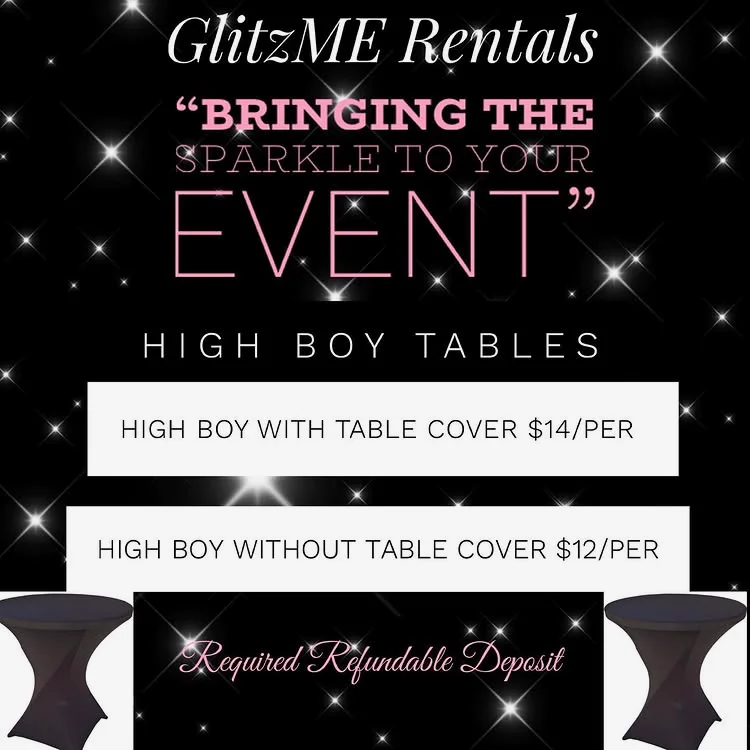 GlitzME Rentals
“BRINGING THE
SPARKLE TO YOUR
EVENT”
HIGH BOY TABLES
HIGH BOY WITH TABLE COVER $14/PER
HIGH BOY WITHOUT TABLE COVER $12/PER
Required Refundable Deposit